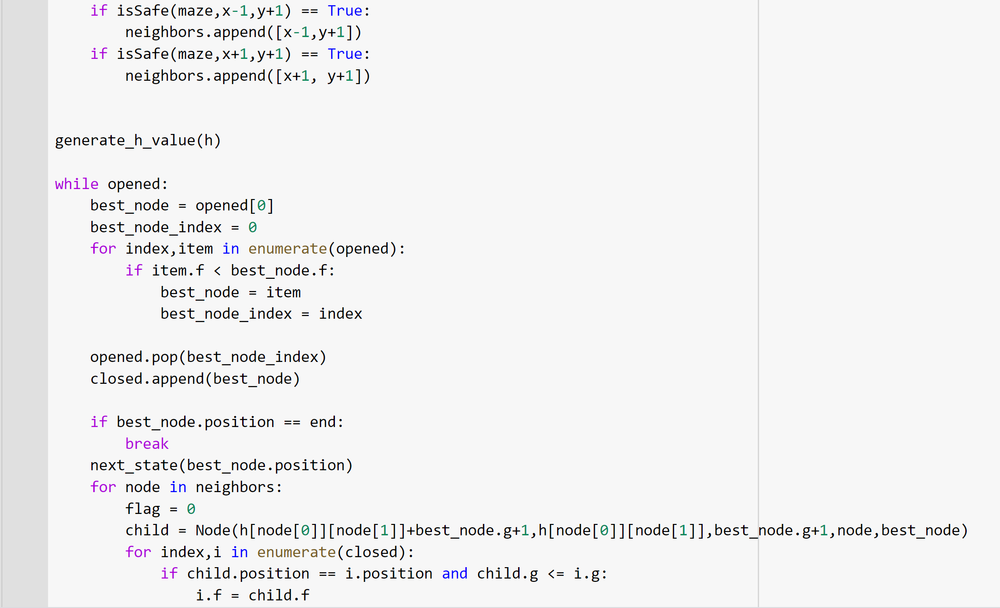 if isSafe(maze,x-1,y+1) == True:
neighbors.append([x-1,y+1])
if isSafe(maze,x+1,y+1) == True:
neighbors.append([x+1, y+1])
generate_h_value(h)
while opened:
best_node = opened[0]
best_node_index = 0
for index,item in enumerate(opened):
if item.f < best_node.f:
best_node = item
best_node_index = index
opened.pop(best_node_index)
closed.append(best_node)
if best_node.position == end:
break
next_state(best_node.position)
for node in neighbors:
flag = 0
child = Node(h[node[0]][node[1]]+best_node.g+1,h[node[0]][node[1]],best_node.g+1,node,best_node)
for index,i in enumerate(closed):
if child.position == i.position and child.g <= i.g:
i.f = child.f